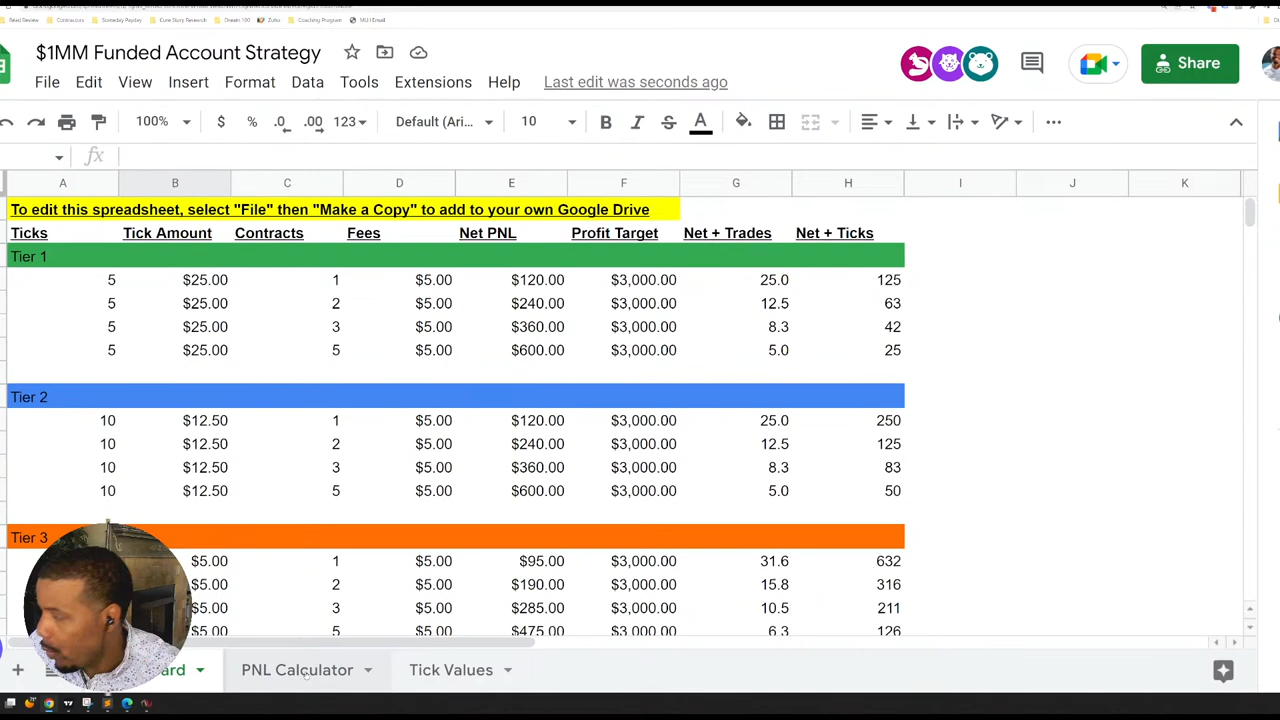 Contractors
Someday Payday
Dream 100
Zoho
Coaching Program
MLI Email
$1MM Funded Account Strategy
Share
File Edit View Insert Format Data Tools Extensions Help Last edit was seconds ago
100% $ % .0 .00 123 Default (Ari... 10 B I S A
fx
A B C D E F G H I J K
To edit this spreadsheet, select "File" then "Make a Copy" to add to your own Google Drive
Ticks Tick Amount Contracts Fees Net PNL Profit Target Net + Trades Net + Ticks
Tier 1
5 $25.00 1 $5.00 $120.00 $3,000.00 25.0 125
5 $25.00 2 $5.00 $240.00 $3,000.00 12.5 63
5 $25.00 3 $5.00 $360.00 $3,000.00 8.3 42
5 $25.00 5 $5.00 $600.00 $3,000.00 5.0 25
Tier 2
10 $12.50 1 $5.00 $120.00 $3,000.00 25.0 250
10 $12.50 2 $5.00 $240.00 $3,000.00 12.5 125
10 $12.50 3 $5.00 $360.00 $3,000.00 8.3 83
10 $12.50 5 $5.00 $600.00 $3,000.00 5.0 50
Tier 3
$5.00 1 $5.00 $95.00 $3,000.00 31.6 632
$5.00 2 $5.00 $190.00 $3,000.00 15.8 316
$5.00 3 $5.00 $285.00 $3,000.00 10.5 211
$5.00 5 $5.00 $475.00 $3,000.00 6.3 126
ard PNL Calculator Tick Values